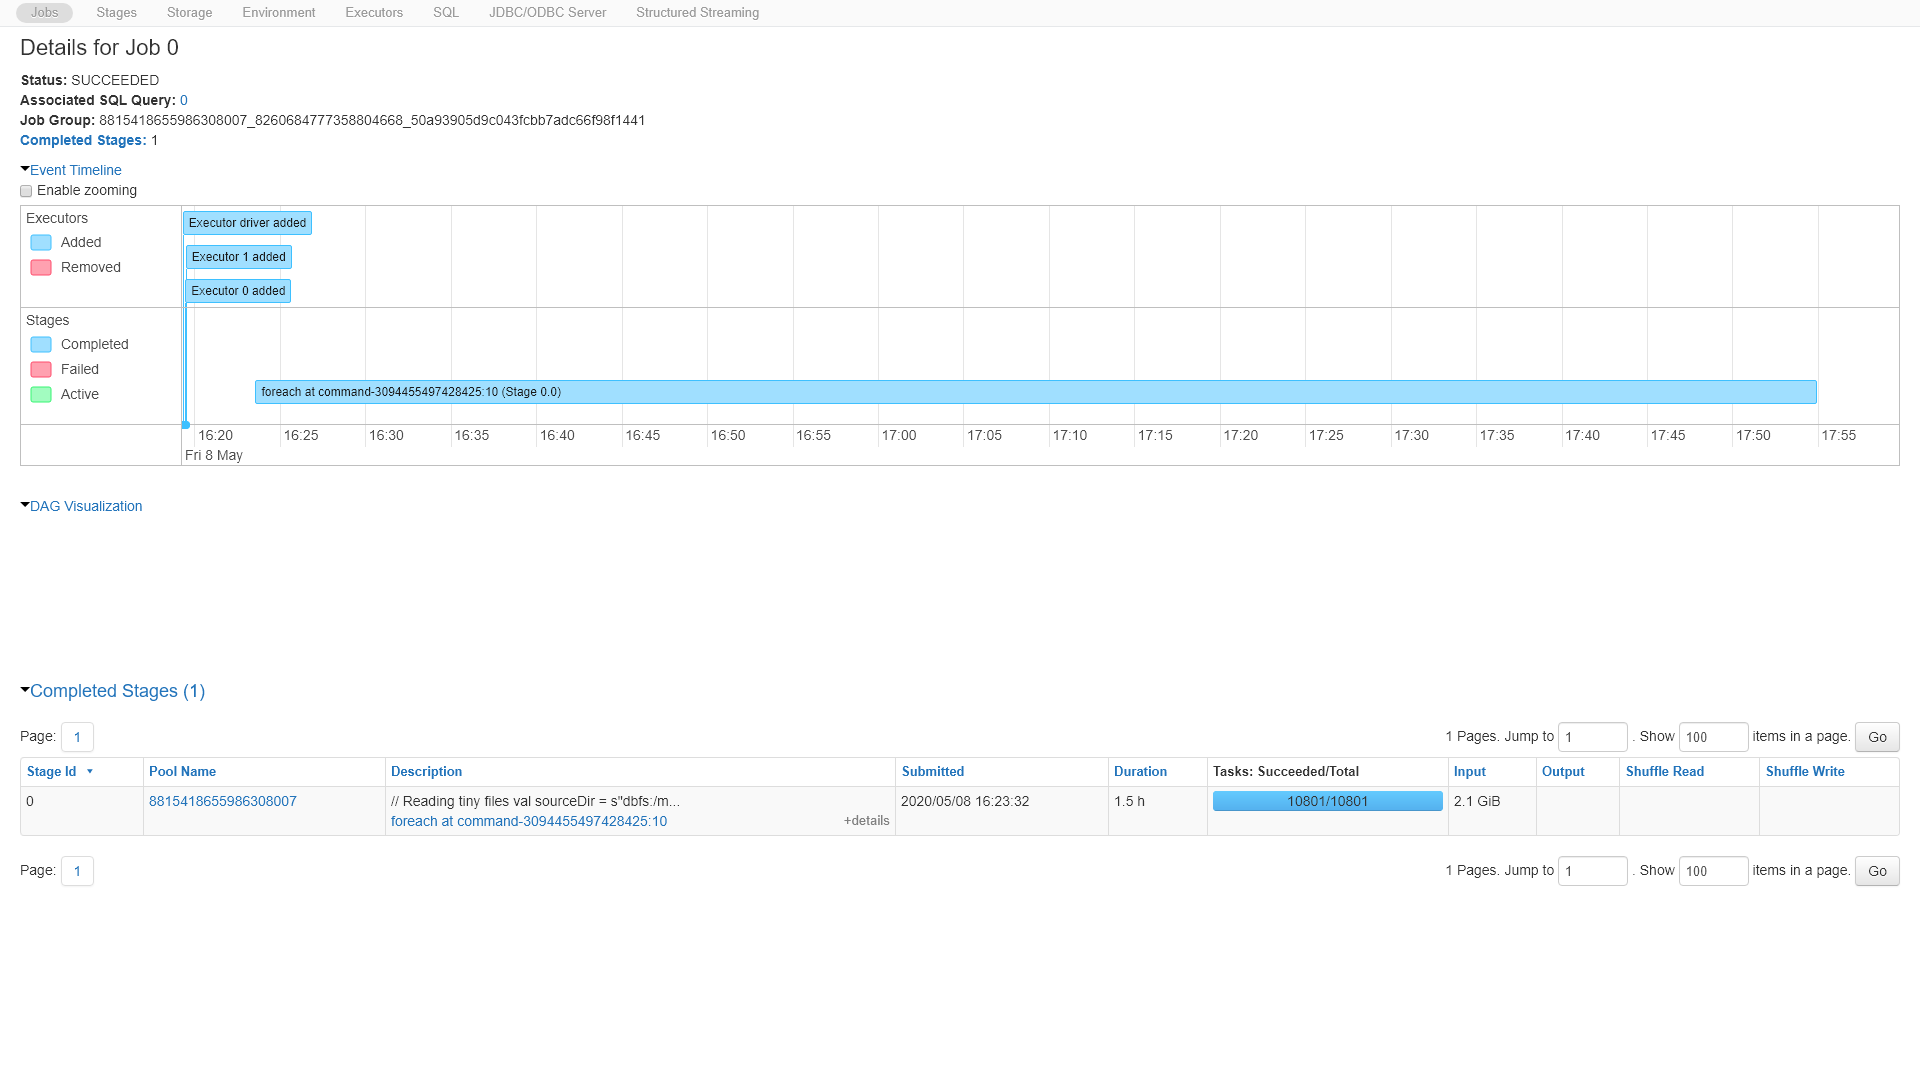 Jobs Stages Storage Environment Executors SQL JDBC/ODBC Server Structured Streaming
Details for Job 0
Status: SUCCEEDED
Associated SQL Query: 0
Job Group: 8815418655986308007_8260684777358804668_50a93905d9c043fcbb7adc66f98f1441
Completed Stages: 1
Event Timeline
Enable zooming
Executors
Added
Removed
Executor driver added
Executor 1 added
Executor 0 added
Stages
Completed
Failed
Active
foreach at command-3094455497428425:10 (Stage 0.0)
16:20 16:25 16:30 16:35 16:40 16:45 16:50 16:55 17:00 17:05 17:10 17:15 17:20 17:25 17:30 17:35 17:40 17:45 17:50 17:55
Fri 8 May
DAG Visualization
Completed Stages (1)
Page: 1 1 Pages. Jump to 1 . Show 100 items in a page. Go
Stage Id Pool Name Description Submitted Duration Tasks: Succeeded/Total Input Output Shuffle Read Shuffle Write
0 8815418655986308007 // Reading tiny files val sourceDir = s"dbfs:/m... 2020/05/08 16:23:32 1.5 h 10801/10801 2.1 GiB
foreach at command-3094455497428425:10 +details
Page: 1 1 Pages. Jump to 1 . Show 100 items in a page. Go